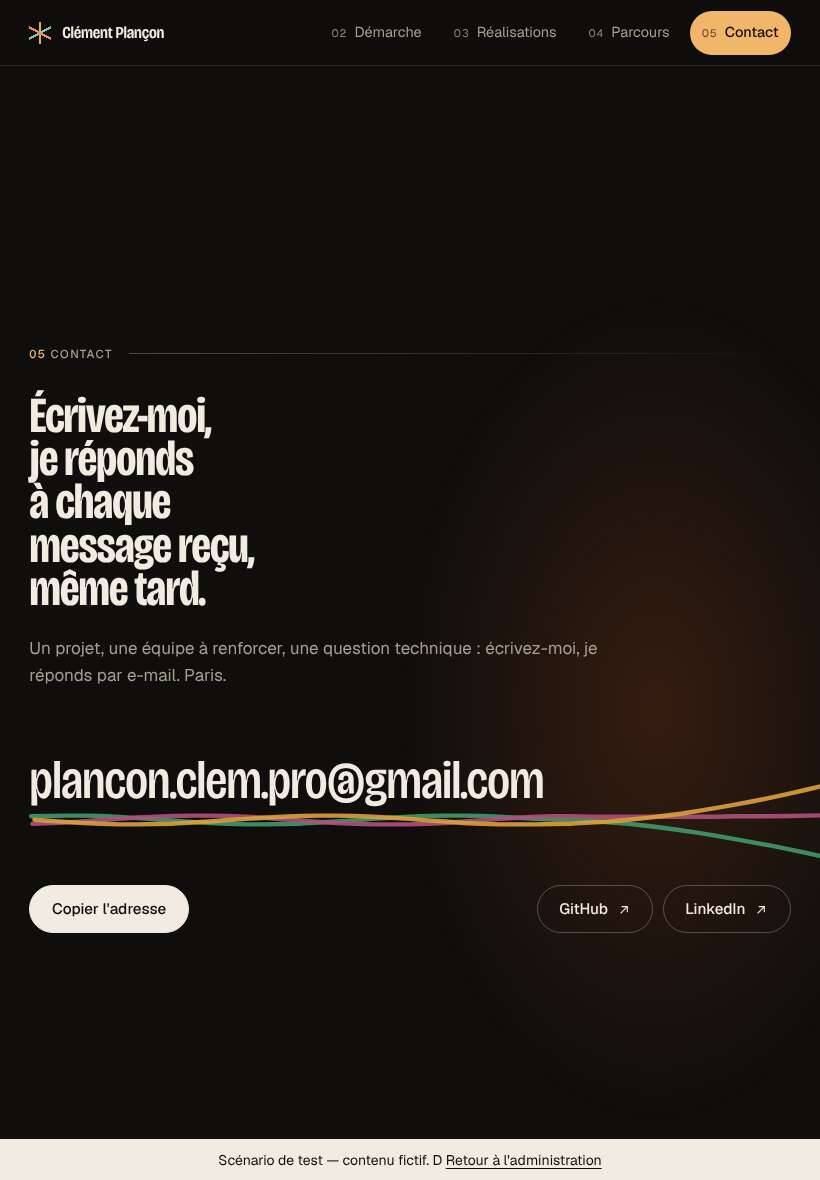 Clément Plançon
02 Démarche
03 Réalisations
04 Parcours
05 Contact
05 CONTACT
Écrivez-moi,
je réponds
à chaque
message reçu,
même tard.
Un projet, une équipe à renforcer, une question technique : écrivez-moi, je
réponds par e-mail. Paris.
plancon.clem.pro@gmail.com
Copier l'adresse
GitHub ↗
LinkedIn ↗
Scénario de test — contenu fictif. D Retour à l'administration